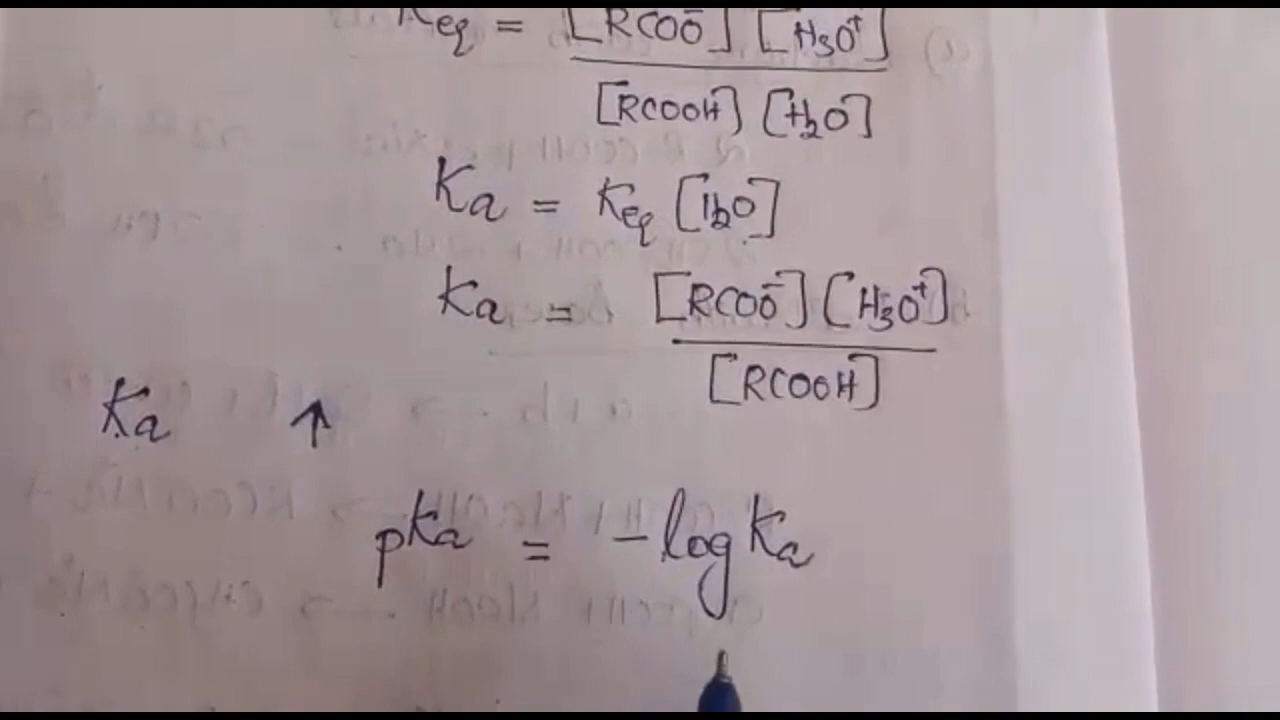 Keq = [RCOO⁻] [H₃O⁺]
[RCOOH] [H₂O]
Ka = Keq [H₂O]
Ka = [RCOO⁻] [H₃O⁺]
[RCOOH]
Ka ↑
pKa = -log Ka